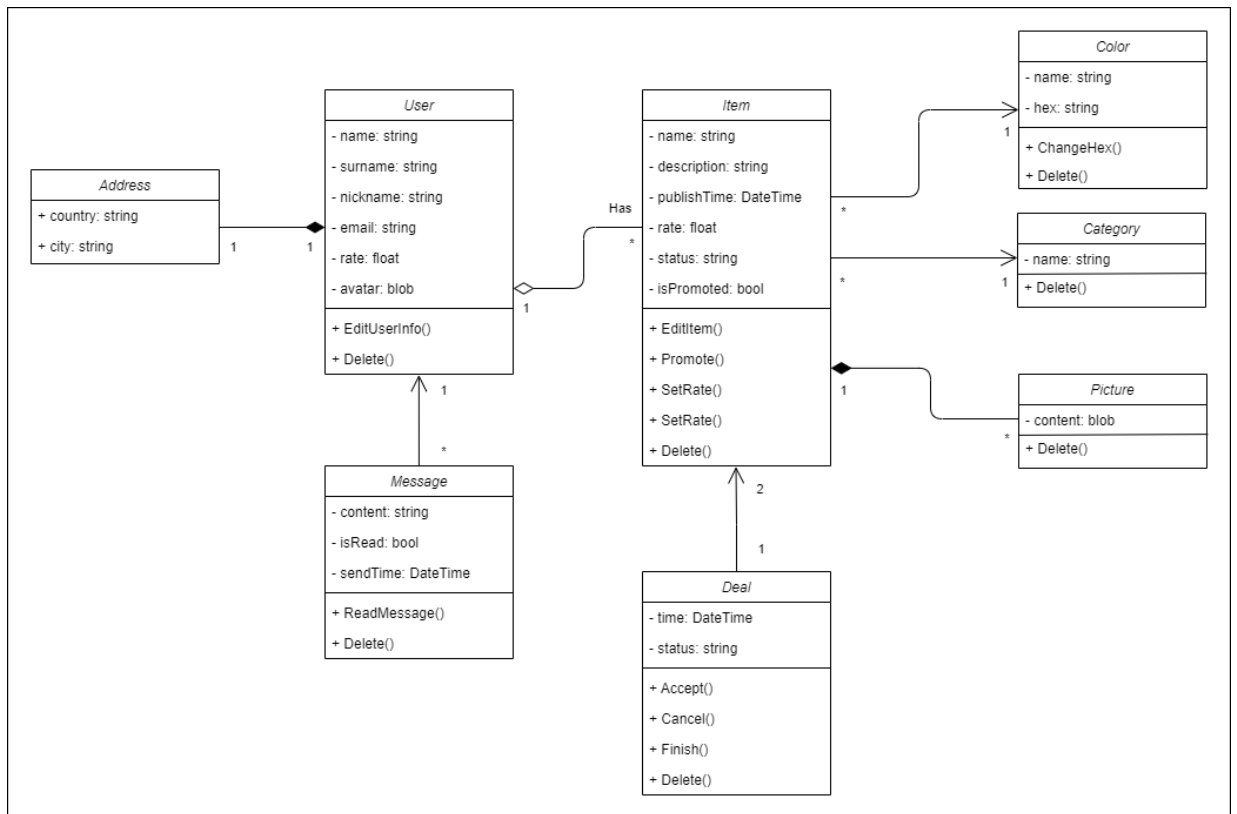 Address
+ country: string
+ city: string
1
1
User
- name: string
- surname: string
- nickname: string
- email: string
- rate: float
- avatar: blob
+ EditUserInfo()
+ Delete()
1
Has
*
1
*
Message
- content: string
- isRead: bool
- sendTime: DateTime
+ ReadMessage()
+ Delete()
Item
- name: string
- description: string
- publishTime: DateTime
- rate: float
- status: string
- isPromoted: bool
+ EditItem()
+ Promote()
+ SetRate()
+ SetRate()
+ Delete()
*
1
*
1
1
*
2
1
Deal
- time: DateTime
- status: string
+ Accept()
+ Cancel()
+ Finish()
+ Delete()
Color
- name: string
- hex: string
+ ChangeHex()
+ Delete()
Category
- name: string
+ Delete()
Picture
- content: blob
+ Delete()